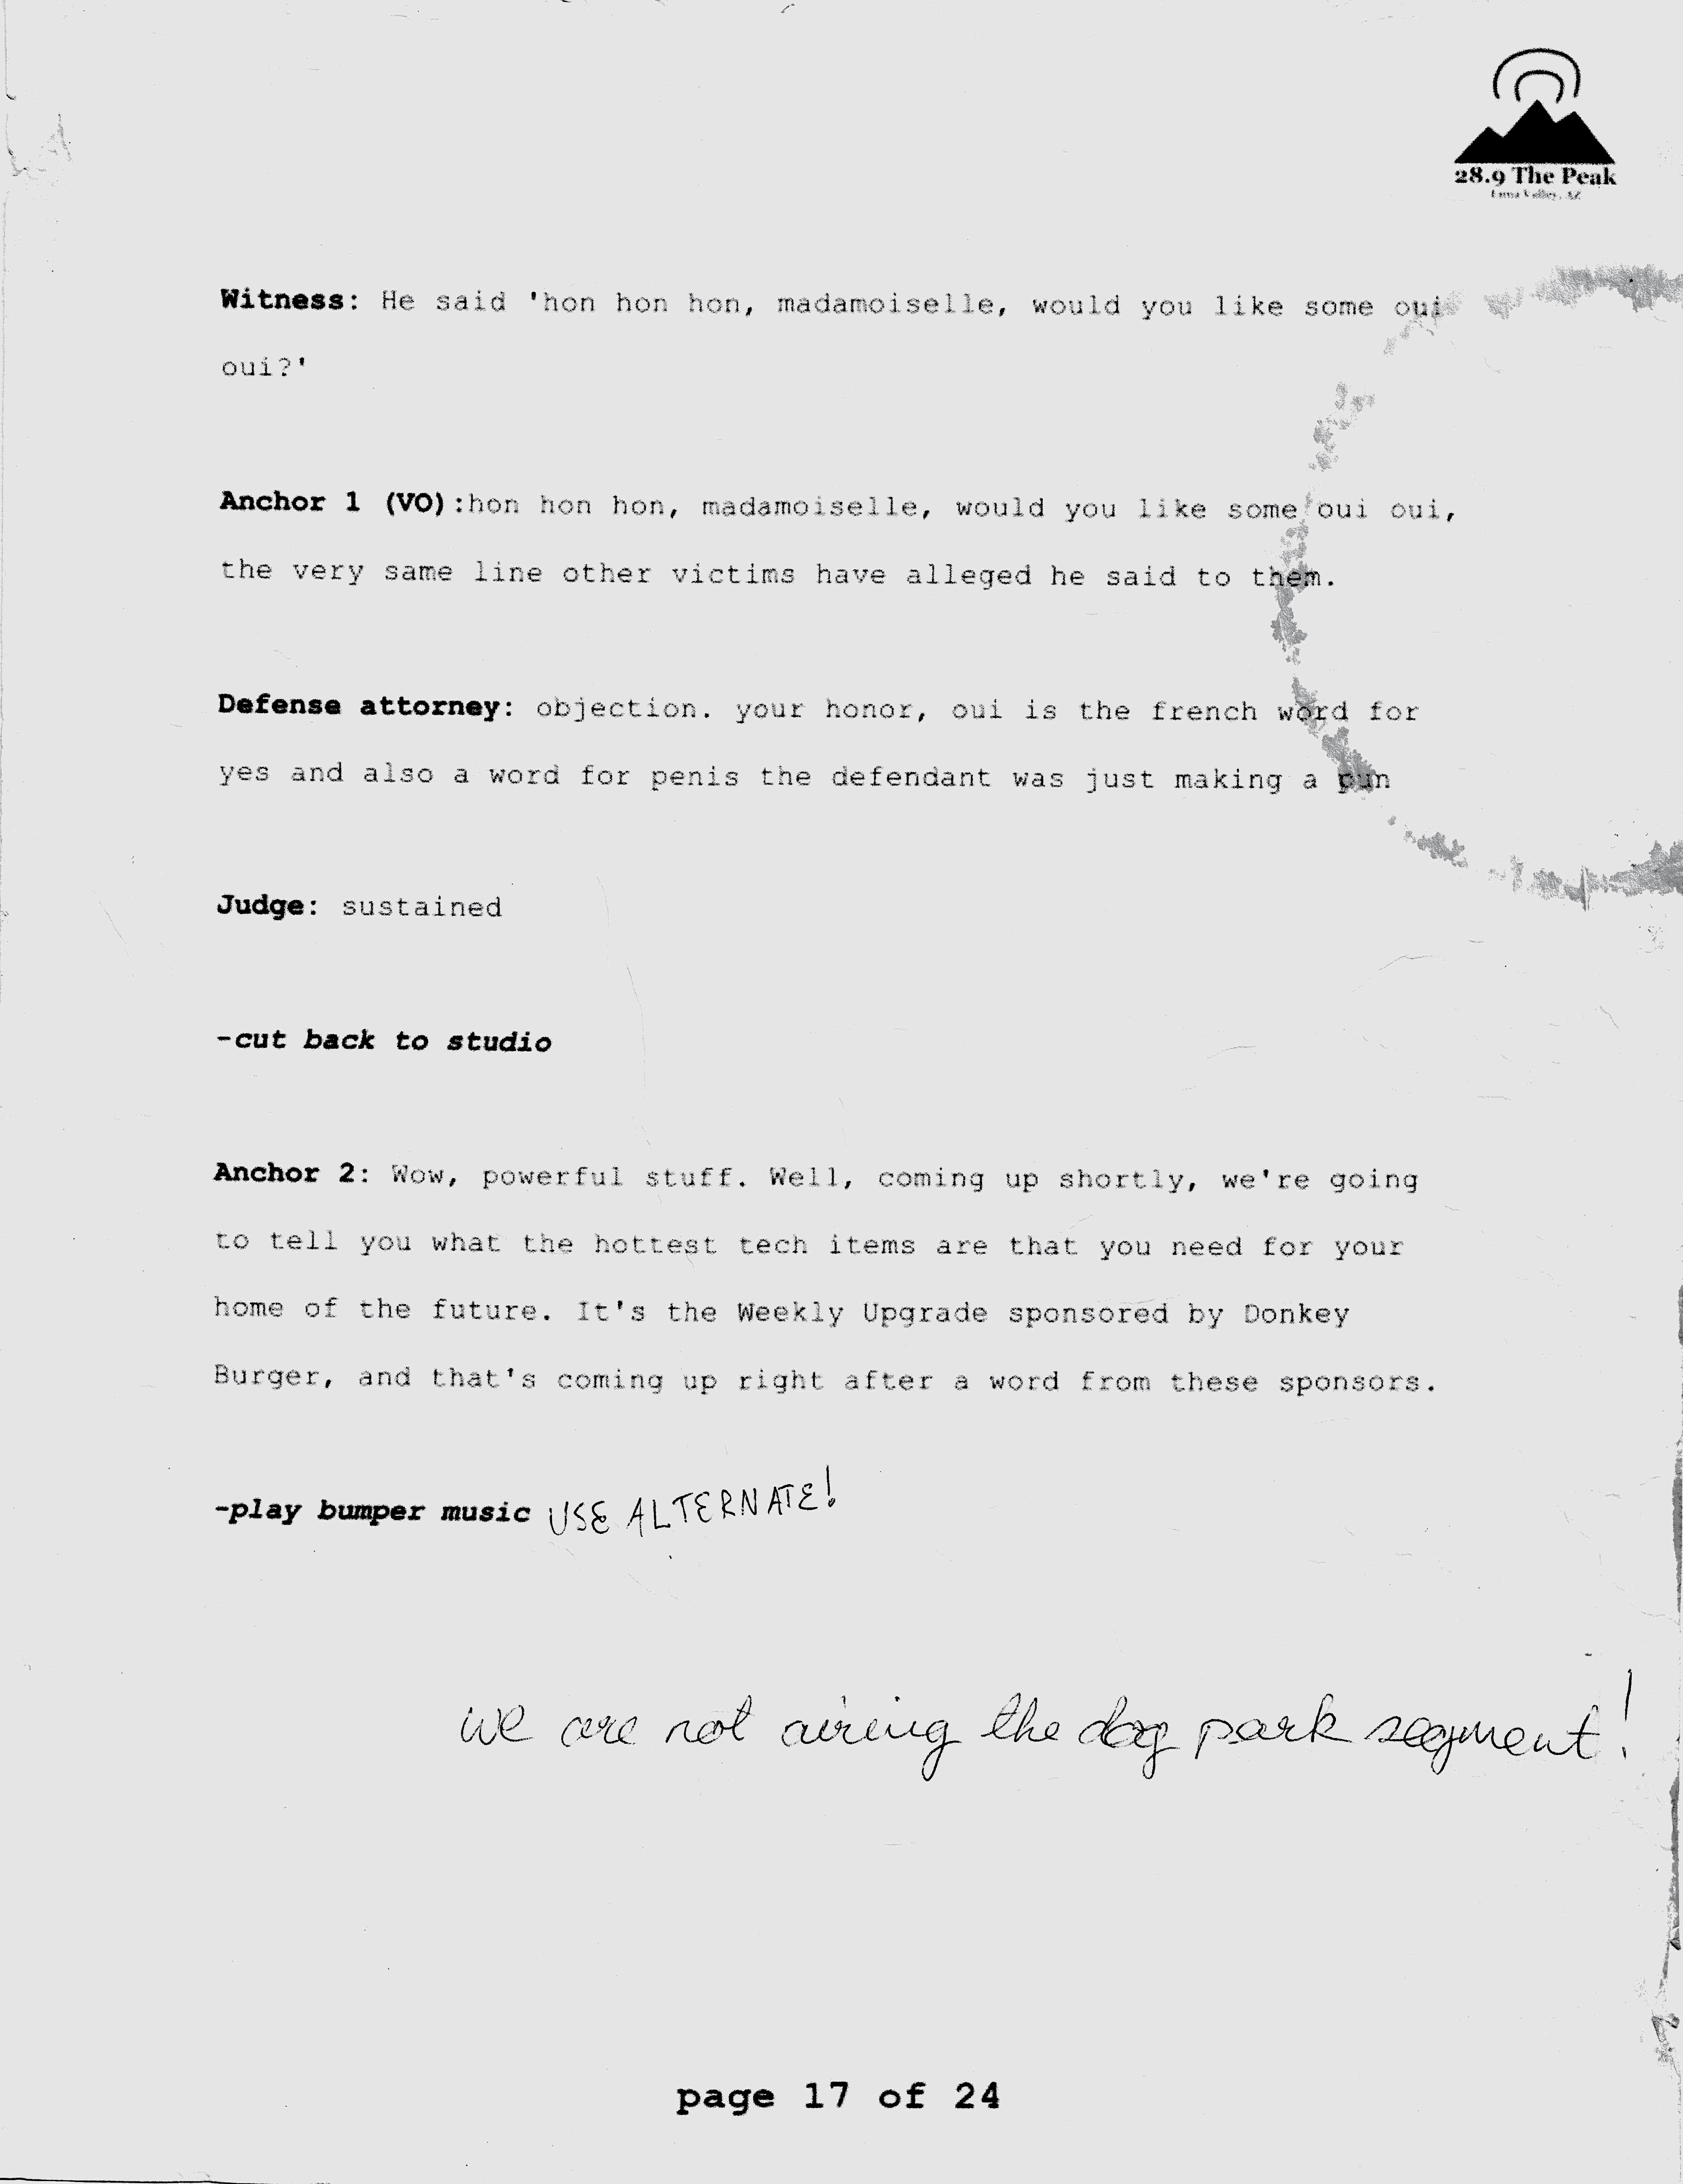 28.9 The Peak
Luna Valley, AZ
Witness: He said 'hon hon hon, madamoiselle, would you like some oui
oui?'
Anchor 1 (VO):hon hon hon, madamoiselle, would you like some oui oui,
the very same line other victims have alleged he said to them.
Defense attorney: objection. your honor, oui is the french word for
yes and also a word for penis the defendant was just making a pun
Judge: sustained
-cut back to studio
Anchor 2: Wow, powerful stuff. Well, coming up shortly, we're going
to tell you what the hottest tech items are that you need for your
home of the future. It's the Weekly Upgrade sponsored by Donkey
Burger, and that's coming up right after a word from these sponsors.
-play bumper music USE ALTERNATE!
we are not airing the dog park segment!
page 17 of 24